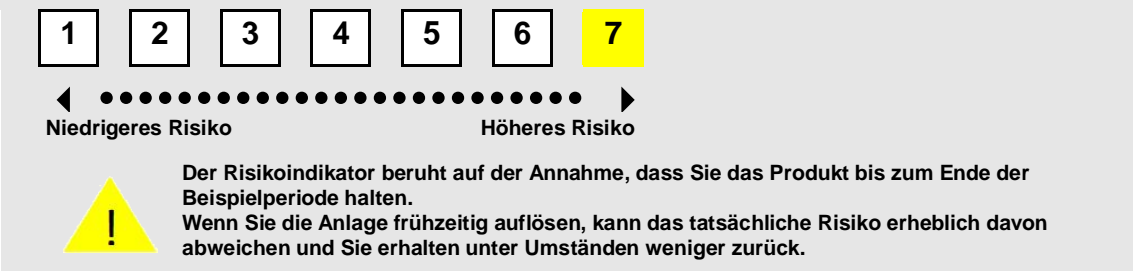 1 2 3 4 5 6 7
Niedrigeres Risiko Höheres Risiko
Der Risikoindikator beruht auf der Annahme, dass Sie das Produkt bis zum Ende der
Beispielperiode halten.
!
Wenn Sie die Anlage frühzeitig auflösen, kann das tatsächliche Risiko erheblich davon
abweichen und Sie erhalten unter Umständen weniger zurück.